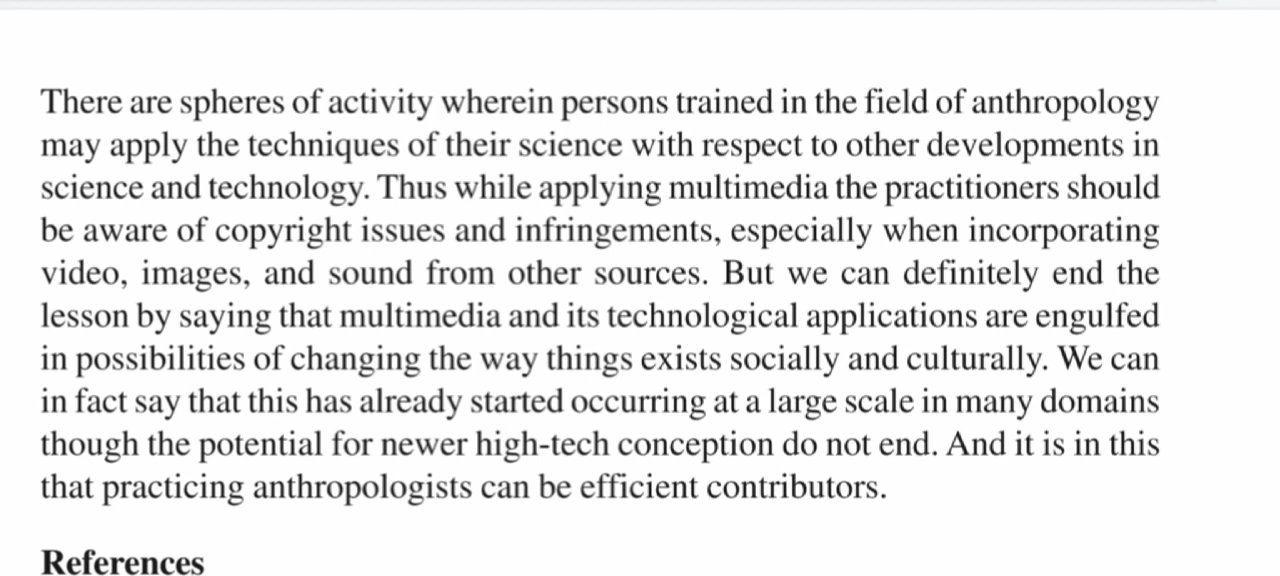 There are spheres of activity wherein persons trained in the field of anthropology
may apply the techniques of their science with respect to other developments in
science and technology. Thus while applying multimedia the practitioners should
be aware of copyright issues and infringements, especially when incorporating
video, images, and sound from other sources. But we can definitely end the
lesson by saying that multimedia and its technological applications are engulfed
in possibilities of changing the way things exists socially and culturally. We can
in fact say that this has already started occurring at a large scale in many domains
though the potential for newer high-tech conception do not end. And it is in this
that practicing anthropologists can be efficient contributors.
References